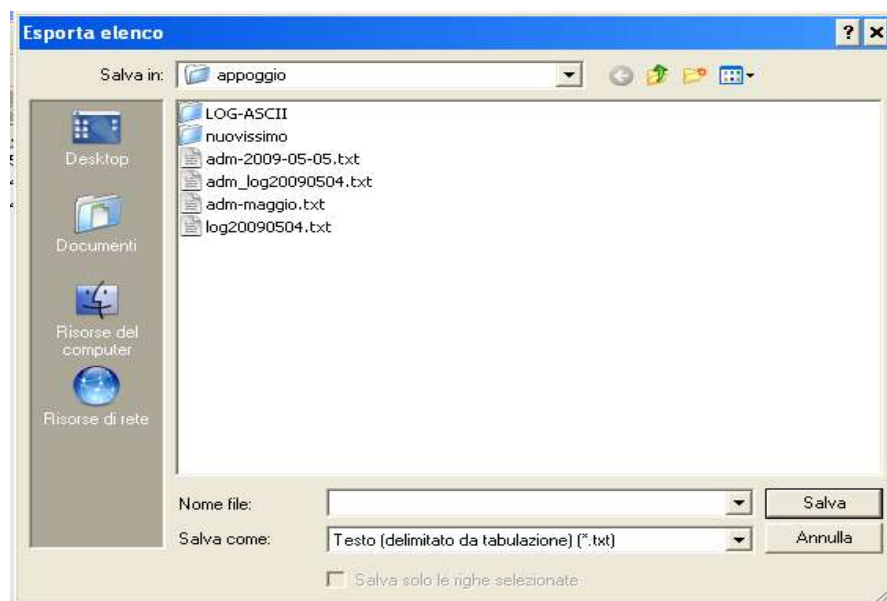 Esporta elenco
Salva in:
appoggio
Desktop
Documenti
Risorse del
computer
Risorse di rete
LOG-ASCII
nuovissimo
adm-2009-05-05.txt
adm_log20090504.txt
adm-maggio.txt
log20090504.txt
Nome file:
Salva
Salva come:
Testo (delimitato da tabulazione) (*.txt)
Annulla
Salva solo le righe selezionate